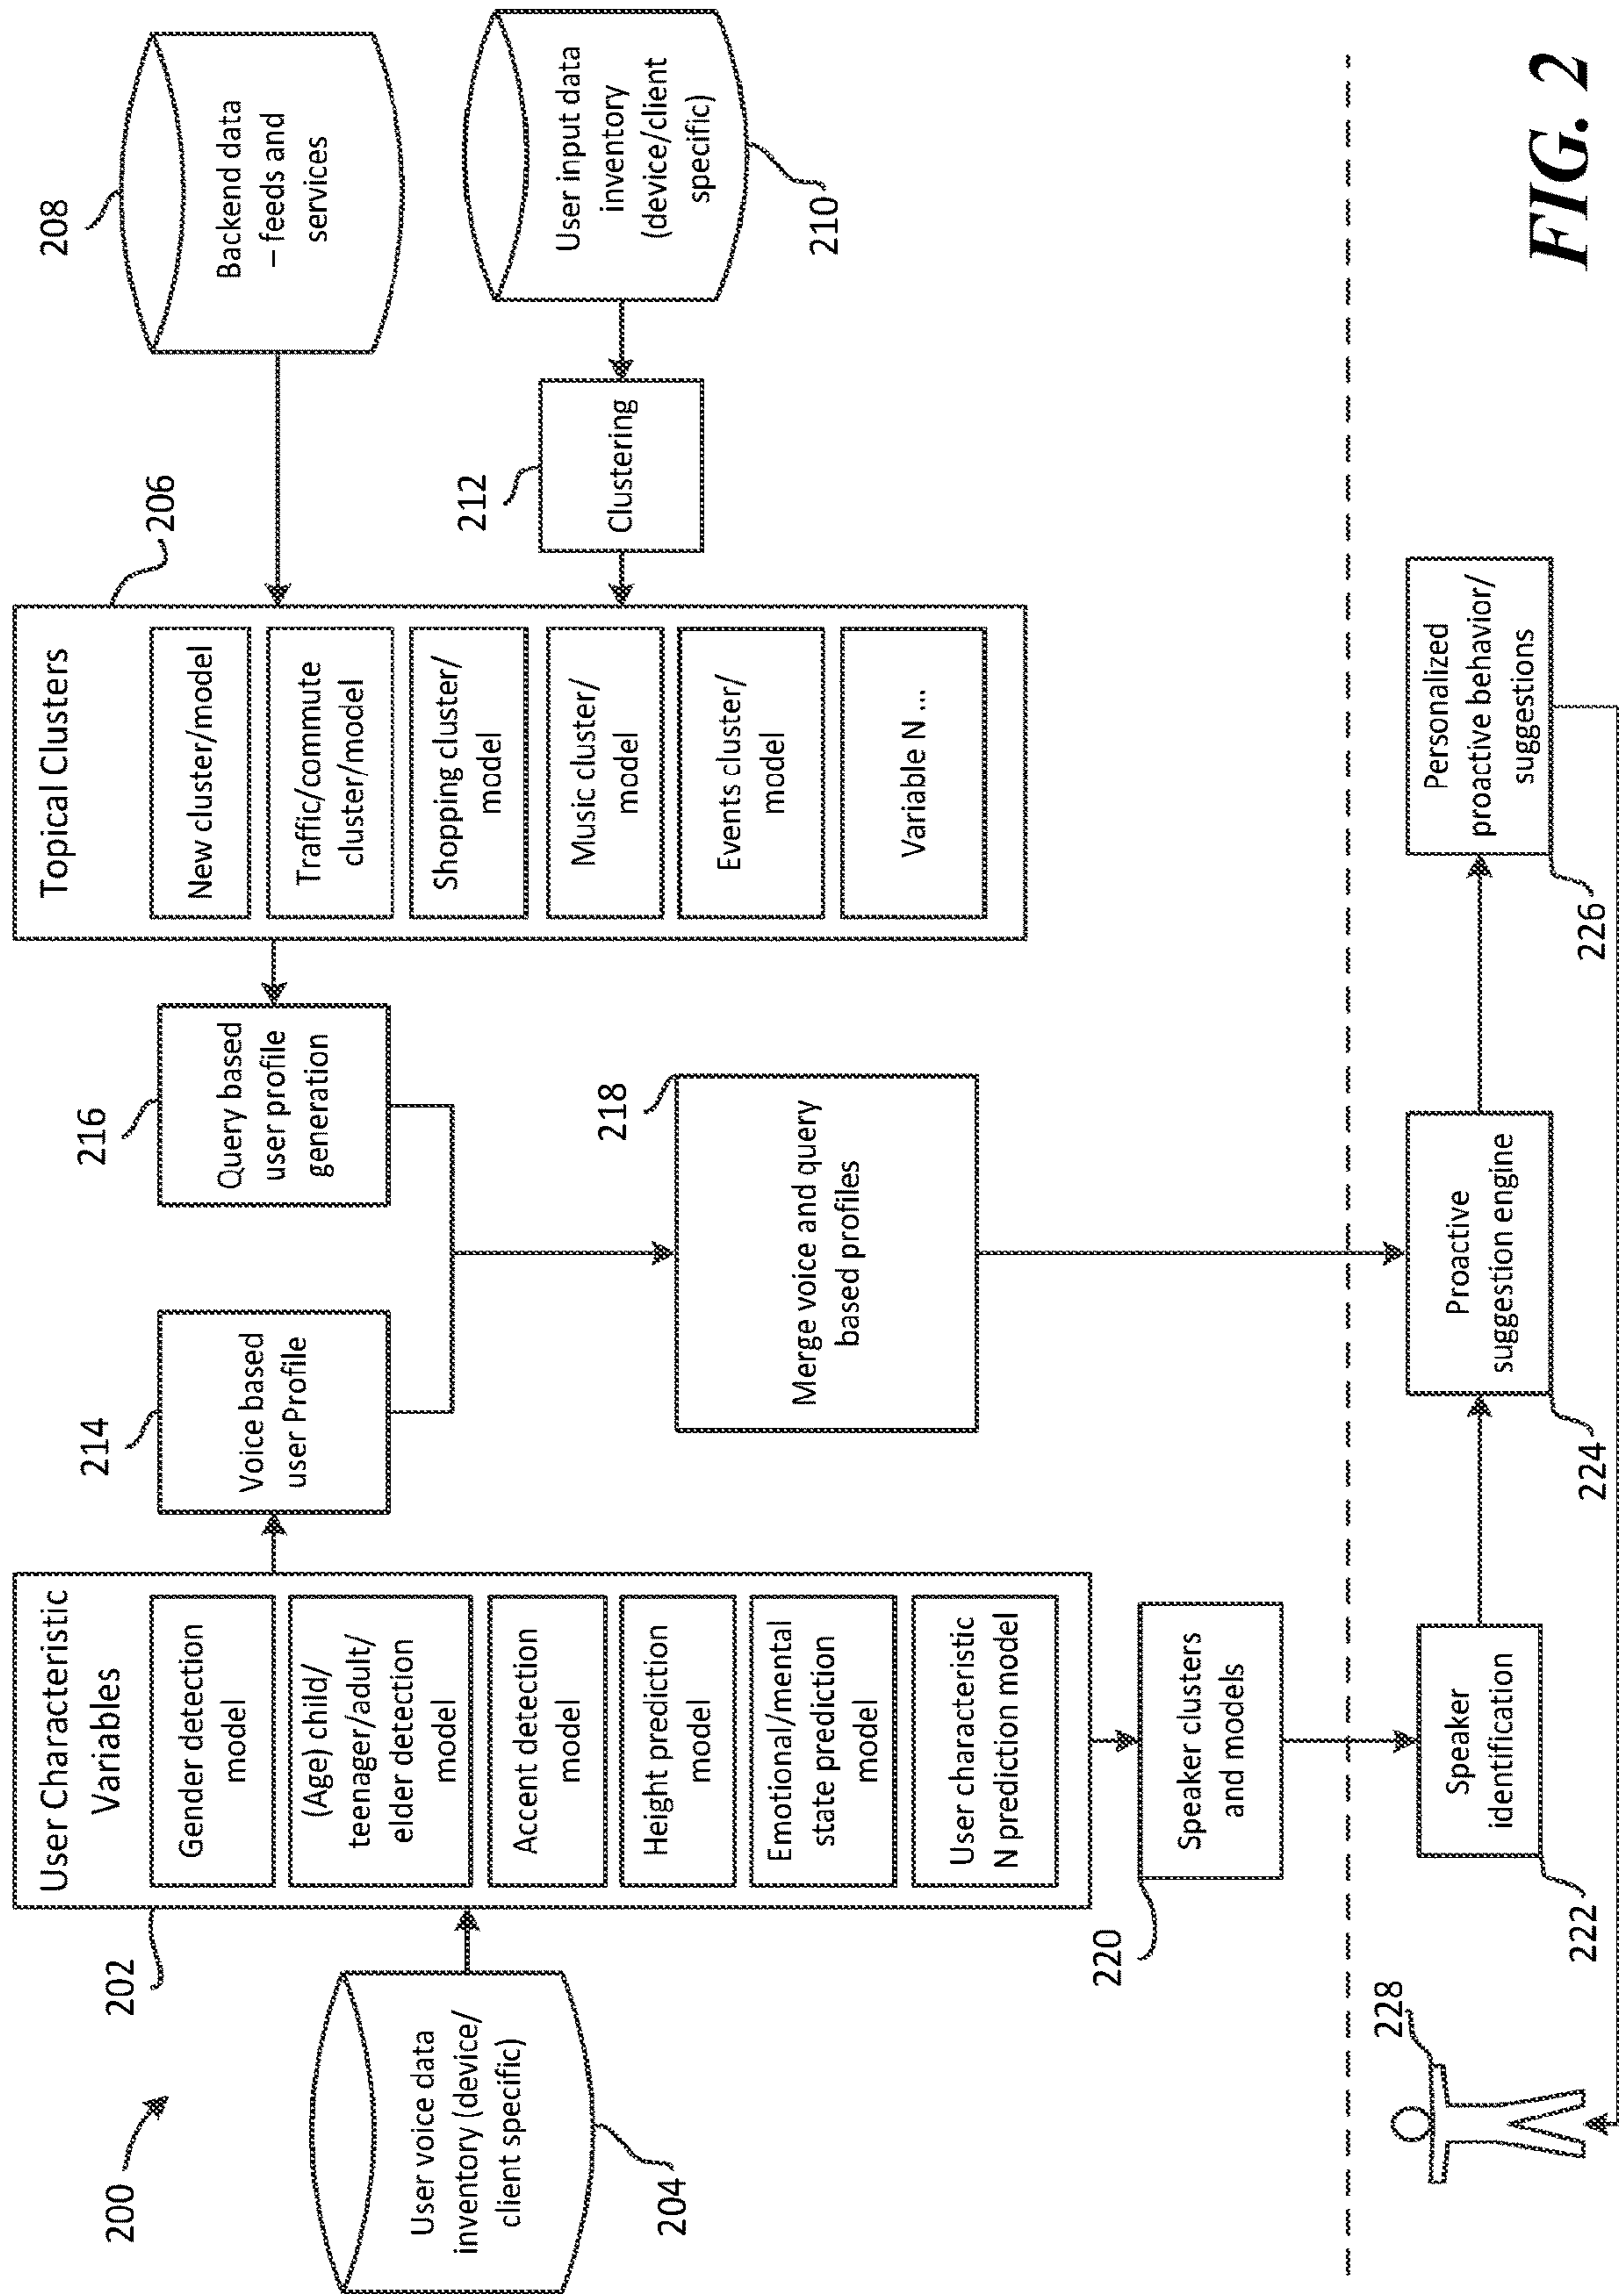 200
202
User Characteristic
Variables
Gender detection
model
(Age) child/
teenager/adult/
elder detection
model
Accent detection
model
Height prediction
model
Emotional/mental
state prediction
model
User characteristic
N prediction model
User voice data
inventory (device/
client specific)
204
214
Voice based
user Profile
216
Query based
user profile
generation
218
Merge voice and query
based profiles
206
Topical Clusters
New cluster/model
Traffic/commute
cluster/model
Shopping cluster/
model
Music cluster/
model
Events cluster/
model
Variable N ...
208
Backend data
– feeds and
services
212
Clustering
User input data
inventory
(device/client
specific)
210
220
Speaker clusters
and models
228
Speaker
identification
222
Proactive
suggestion engine
224
Personalized
proactive behavior/
suggestions
226
FIG. 2